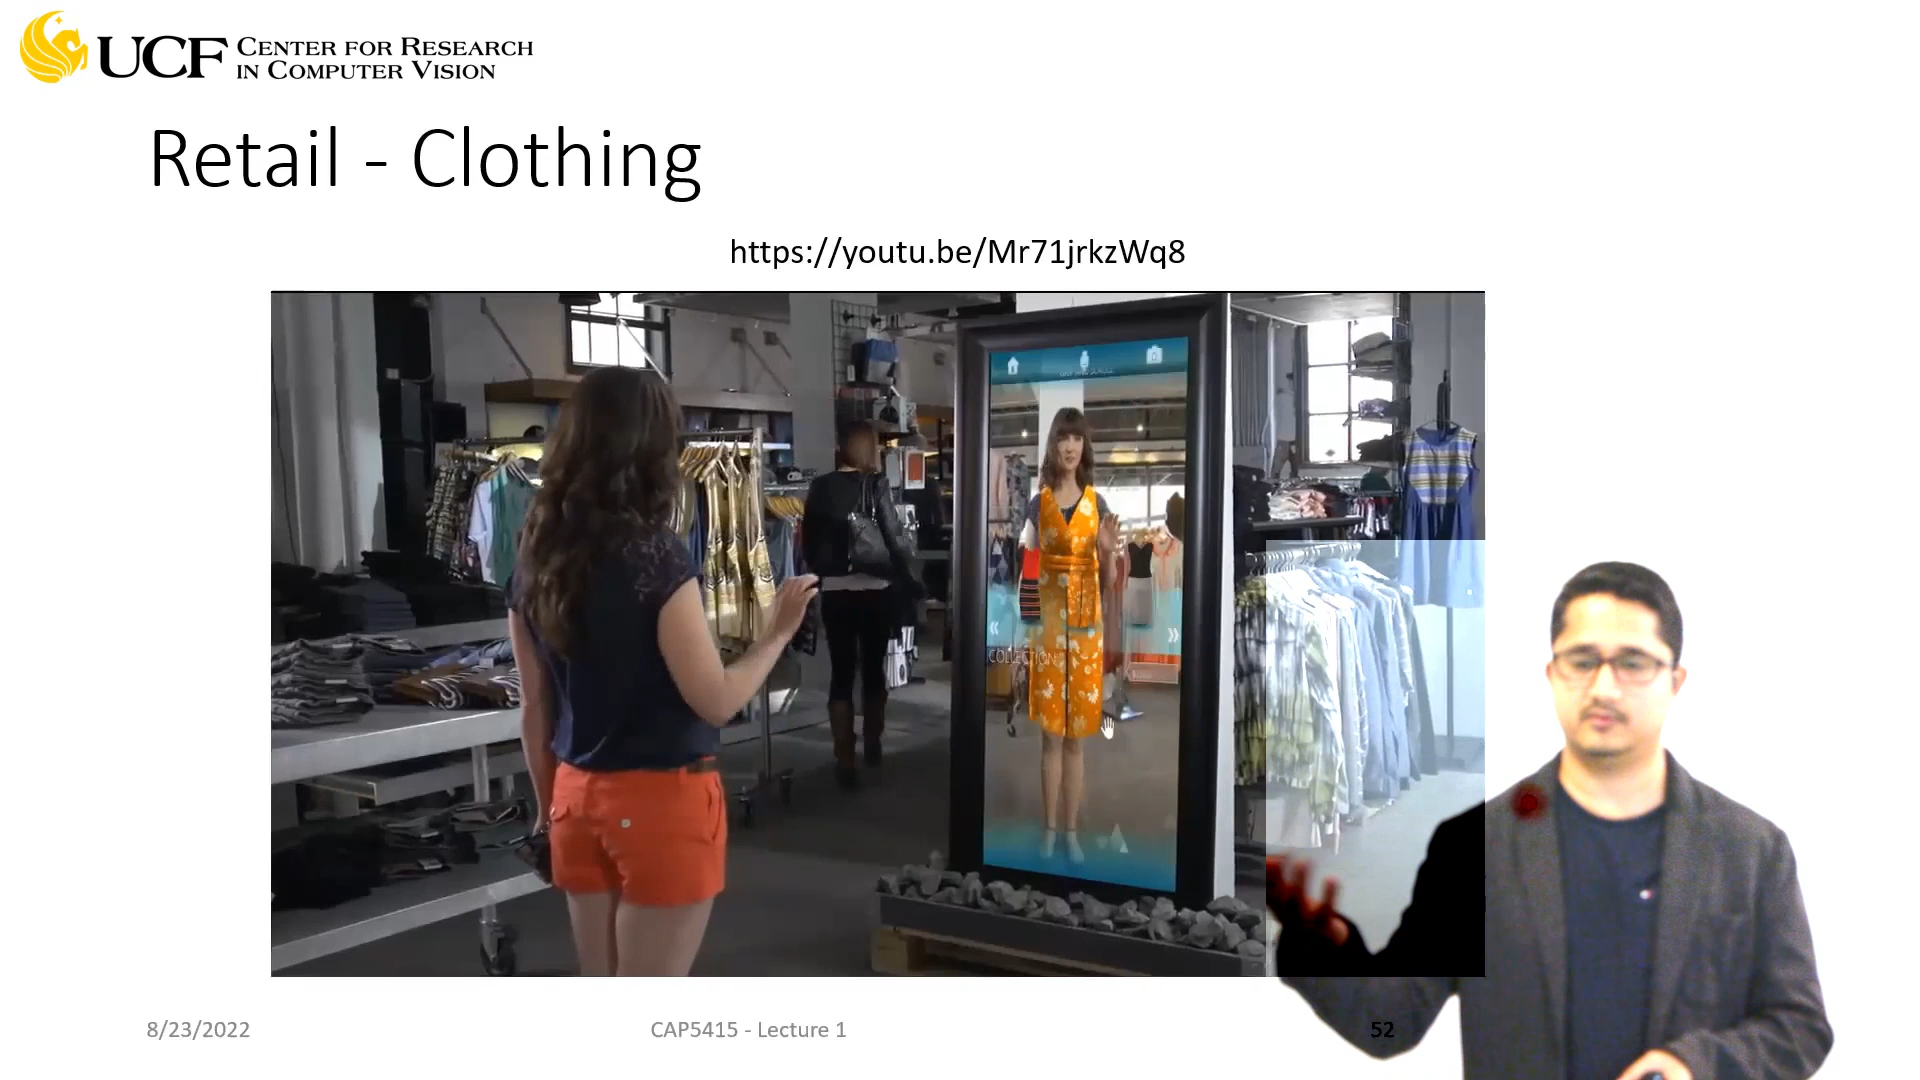 UCF CENTER FOR RESEARCH
IN COMPUTER VISION
Retail - Clothing
https://youtu.be/Mr71jrkzWq8
COLLECTION
8/23/2022
CAP5415 - Lecture 1
52